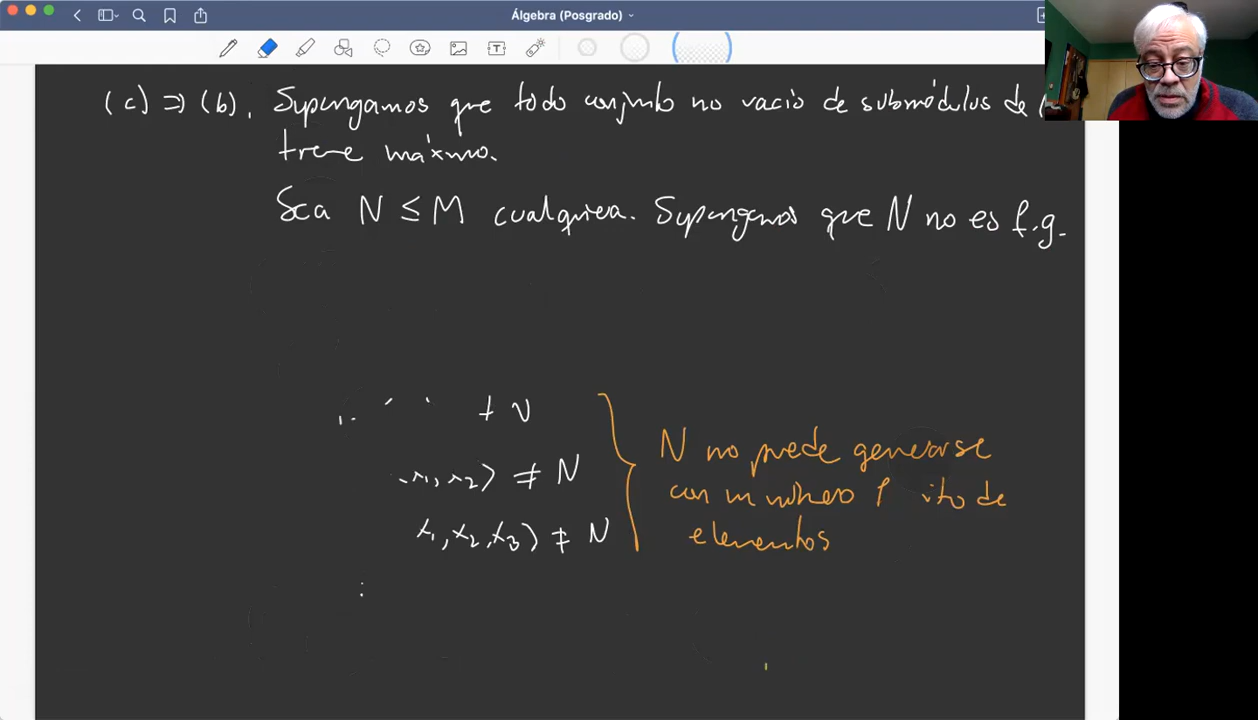 Álgebra (Posgrado)
(c) ⇒ (b). Supongamos que todo conjunto no vacío de submódulos de
tiene máximo.
Sea N ≤ M cualquiera. Supongamos que N no es f.g.
≠ N
x₁, x₂⟩ ≠ N
x₁, x₂, x₃⟩ ≠ N
⋮
N no puede generarse
con un número
de
elementos